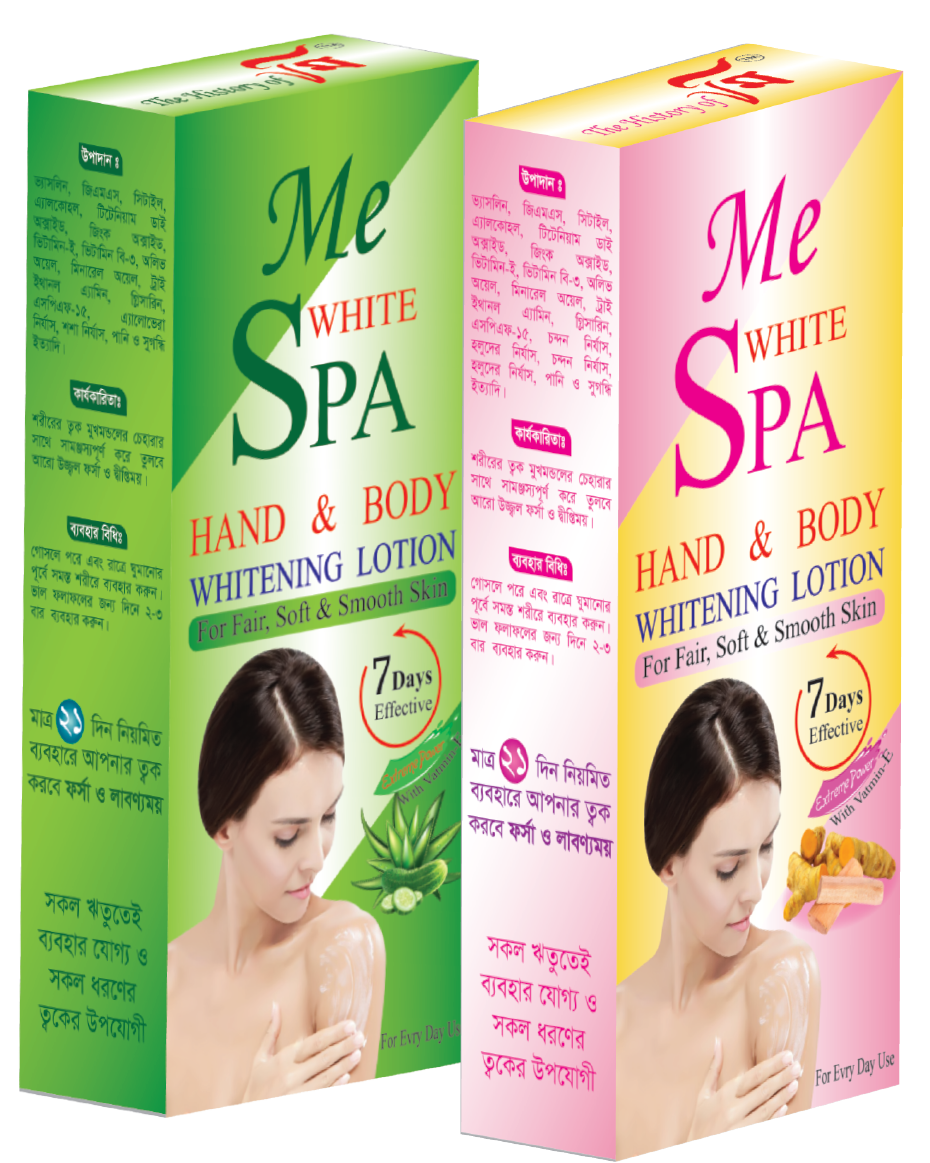 The History of
উপাদান ঃ
ভ্যাসলিন, জিএমএস, সিটাইল,
এ্যালকোহল, টিটেনিয়াম ডাই
অক্সাইড, জিংক অক্সাইড,
ভিটামিন-ই, ভিটামিন বি-৩, অলিভ
অয়েল, মিনারেল অয়েল, ট্রাই
ইথানল এ্যামিন, গ্লিসারিন,
এসপিএফ-১৫, এ্যালোভেরা
নির্যাস, শশা নির্যাস, পানি ও সুগন্ধি
ইত্যাদি।
কার্যকারিতাঃ
শরীরের ত্বক মুখমন্ডলের চেহারার
সাথে সামঞ্জস্যপূর্ণ করে তুলবে
আরো উজ্জ্বল ফর্সা ও দ্বীপ্তিময়।
ব্যবহার বিধিঃ
গোসলে পরে এবং রাত্রে ঘুমানোর
পূর্বে সমস্ত শরীরে ব্যবহার করুন।
ভাল ফলাফলের জন্য দিনে ২-৩
বার ব্যবহার করুন।
মাত্র ২১ দিন নিয়মিত
ব্যবহারে আপনার ত্বক
করবে ফর্সা ও লাবণ্যময়
সকল ঋতুতেই
ব্যবহার যোগ্য ও
সকল ধরণের
ত্বকের উপযোগী
Me
WHITE
SPA
HAND & BODY
WHITENING LOTION
For Fair, Soft & Smooth Skin
7 Days
Effective
Extreme Power
With Vatmin-
For Evry Day Us
The History of
উপাদান ঃ
ভ্যাসলিন, জিএমএস, সিটাইল,
এ্যালকোহল, টিটেনিয়াম ডাই
অক্সাইড, জিংক অক্সাইড,
ভিটামিন-ই, ভিটামিন বি-৩, অলিভ
অয়েল, মিনারেল অয়েল, ট্রাই
ইথানল এ্যামিন, গ্লিসারিন,
এসপিএফ-১৫, চন্দন নির্যাস,
হলুদের নির্যাস, চন্দন নির্যাস,
হলুদের নির্যাস, পানি ও সুগন্ধি
ইত্যাদি।
কার্যকারিতাঃ
শরীরের ত্বক মুখমন্ডলের চেহারার
সাথে সামঞ্জস্যপূর্ণ করে তুলবে
আরো উজ্জ্বল ফর্সা ও দ্বীপ্তিময়।
ব্যবহার বিধিঃ
গোসলে পরে এবং রাত্রে ঘুমানোর
পূর্বে সমস্ত শরীরে ব্যবহার করুন।
ভাল ফলাফলের জন্য দিনে ২-৩
বার ব্যবহার করুন।
মাত্র ২১ দিন নিয়মিত
ব্যবহারে আপনার ত্বক
করবে ফর্সা ও লাবণ্যময়
সকল ঋতুতেই
ব্যবহার যোগ্য ও
সকল ধরণের
ত্বকের উপযোগী
Me
WHITE
SPA
HAND & BODY
WHITENING LOTION
For Fair, Soft & Smooth Skin
7 Days
Effective
Extreme Power
With Vatmin-E
For Evry Day Use